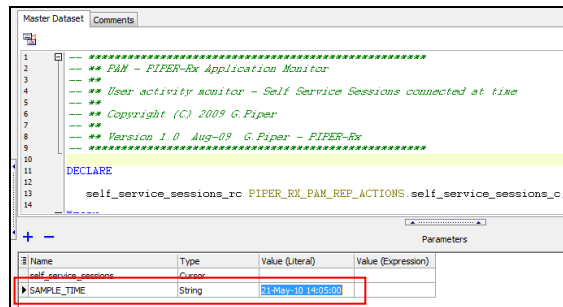 Master Dataset Comments
1 -- ****************************************************
2 -- ** PAM - PIPER-Rx Application Monitor
3 -- **
4 -- ** User activity monitor - Self Service Sessions connected at time
5 -- **
6 -- ** Copyright (C) 2009 G.Piper
7 -- **
8 -- ** Version 1.0 Aug-09 G.Piper - PIPER-Rx
9 -- ****************************************************
10
11 DECLARE
12
13 self_service_sessions_rc PIPER_RX_PAM_REP_ACTIONS.self_service_sessions_c
14
Parameters
Name Type Value (Literal) Value (Expression)
self_service_sessions Cursor
SAMPLE_TIME String 21-May-10 14:05:00